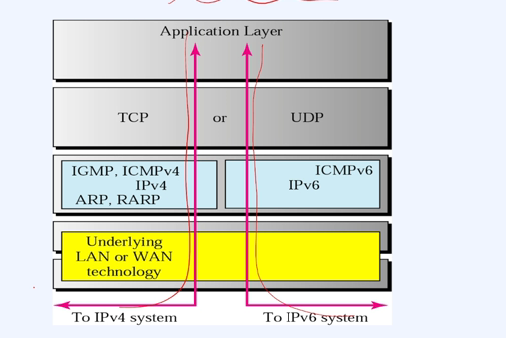 Application Layer
TCP or UDP
IGMP, ICMPv4
IPv4
ARP, RARP
ICMPv6
IPv6
Underlying
LAN or WAN
technology
To IPv4 system
To IPv6 system